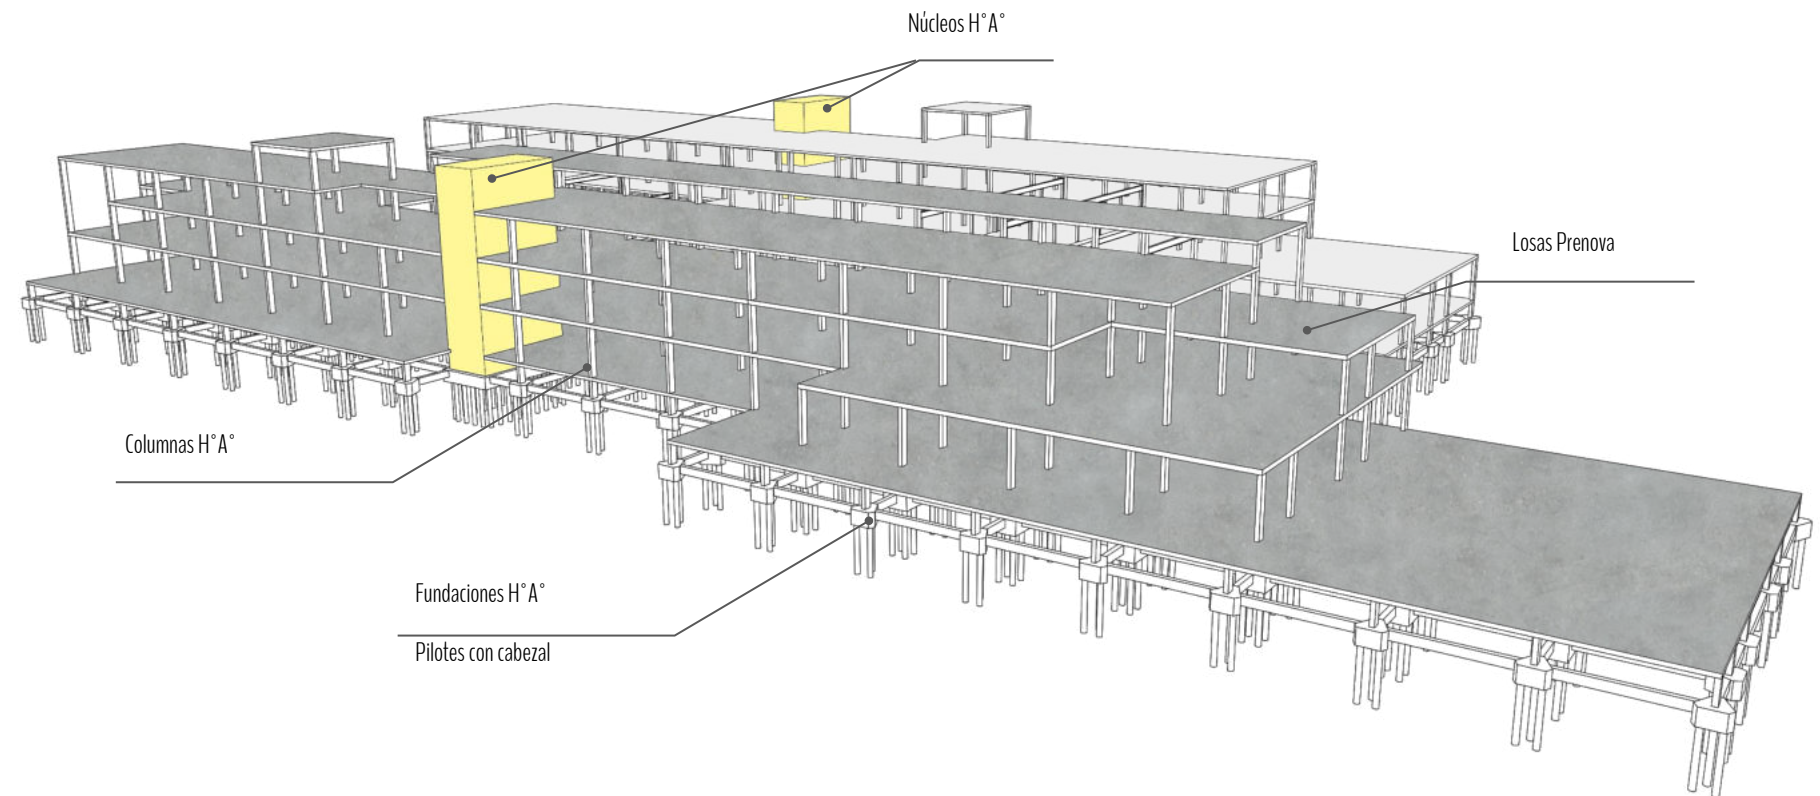 Núcleos H°A°
Losas Prenova
Columnas H°A°
Fundaciones H°A°
Pilotes con cabezal